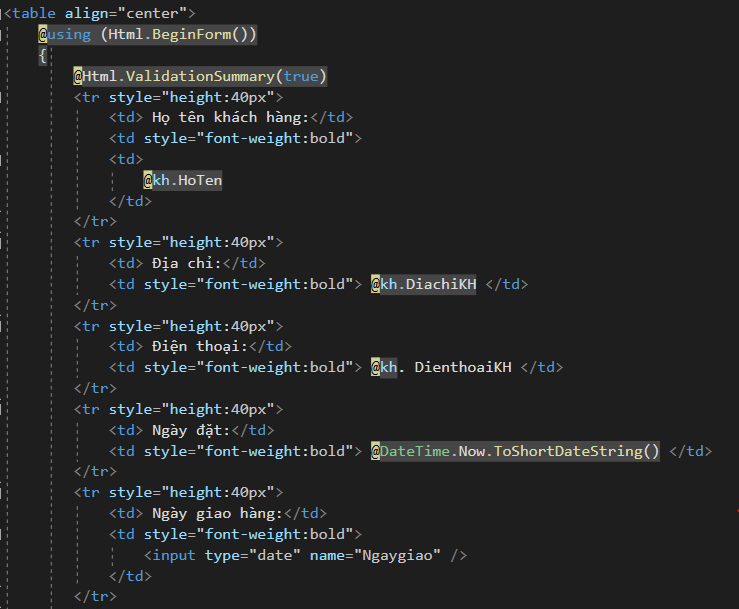 <table align="center">
@using (Html.BeginForm())
{
@Html.ValidationSummary(true)
<tr style="height:40px">
<td> Họ tên khách hàng:</td>
<td style="font-weight:bold">
<td>
@kh.HoTen
</td>
</tr>
<tr style="height:40px">
<td> Địa chỉ:</td>
<td style="font-weight:bold"> @kh.DiachiKH </td>
</tr>
<tr style="height:40px">
<td> Điện thoại:</td>
<td style="font-weight:bold"> @kh. DienthoaiKH </td>
</tr>
<tr style="height:40px">
<td> Ngày đặt:</td>
<td style="font-weight:bold"> @DateTime.Now.ToShortDateString() </td>
</tr>
<tr style="height:40px">
<td> Ngày giao hàng:</td>
<td style="font-weight:bold">
<input type="date" name="Ngaygiao" />
</td>
</tr>